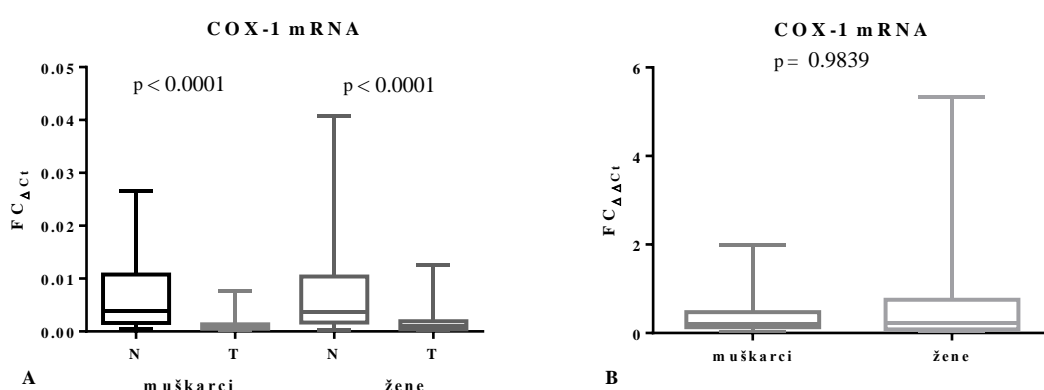 COX-1 mRNA
p < 0.0001 p < 0.0001
FC ΔCt
0.05
0.04
0.03
0.02
0.01
0.00
N T N T
muškarci žene
A
COX-1 mRNA
p = 0.9839
FC ΔΔCt
6
4
2
0
muškarci žene
B